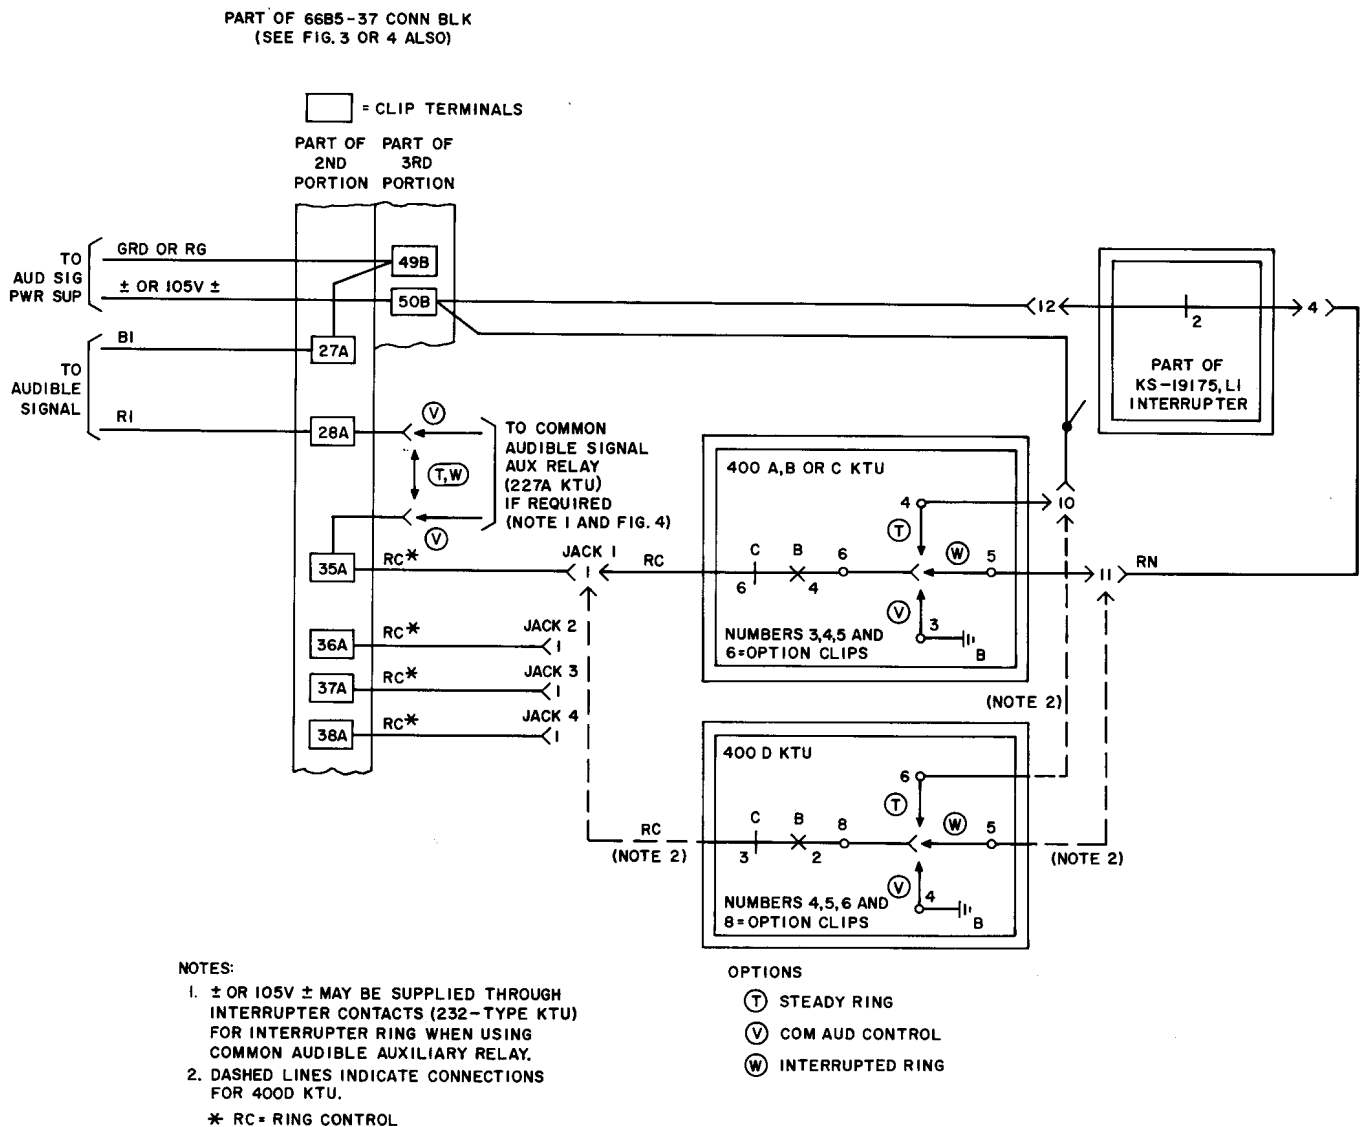 PART OF 66B5-37 CONN BLK
(SEE FIG. 3 OR 4 ALSO)
= CLIP TERMINALS
PART OF
2ND
PORTION
PART OF
3RD
PORTION
TO
AUD SIG
PWR SUP
GRD OR RG
± OR 105V ±
49B
50B
12
2
4
PART OF
KS-19175, L1
INTERRUPTER
TO
AUDIBLE
SIGNAL
B1
R1
27A
28A
V
T,W
V
TO COMMON
AUDIBLE SIGNAL
AUX RELAY
(227A KTU)
IF REQUIRED
(NOTE 1 AND FIG. 4)
35A
RC*
JACK 1
1
RC
36A
RC*
JACK 2
1
37A
RC*
JACK 3
1
38A
RC*
JACK 4
1
400 A,B OR C KTU
4
10
T
C
B
6
W
5
11
RN
6
4
V
3
B
NUMBERS 3,4,5 AND
6=OPTION CLIPS
(NOTE 2)
400 D KTU
6
T
RC
(NOTE 2)
C
B
8
W
5
(NOTE 2)
3
2
V
4
B
NUMBERS 4,5,6 AND
8=OPTION CLIPS
NOTES:
1. ± OR 105V ± MAY BE SUPPLIED THROUGH
INTERRUPTER CONTACTS (232-TYPE KTU)
FOR INTERRUPTER RING WHEN USING
COMMON AUDIBLE AUXILIARY RELAY.
2. DASHED LINES INDICATE CONNECTIONS
FOR 400D KTU.
* RC= RING CONTROL
OPTIONS
T STEADY RING
V COM AUD CONTROL
W INTERRUPTED RING